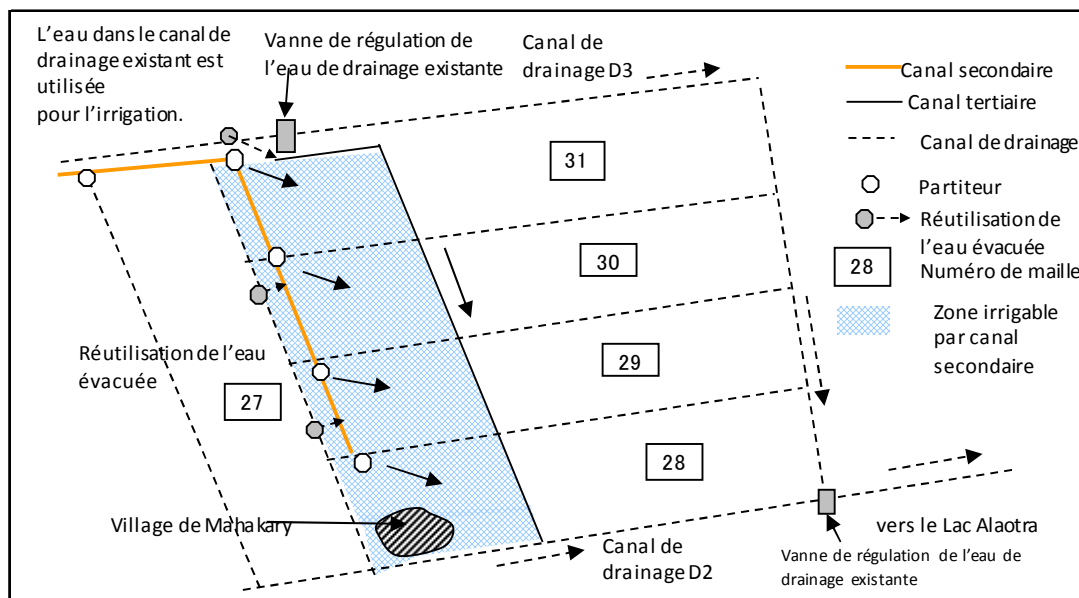 L'eau dans le canal de
drainage existant est
utilisée
pour l'irrigation.
Vanne de régulation de
l'eau de drainage existante
Canal de
drainage D3
Canal secondaire
Canal tertiaire
Canal de drainage
Partiteur
Réutilisation de
l'eau évacuée
28
Numéro de maille
Zone irrigable
par canal
secondaire
31
30
29
28
27
Réutilisation de l'eau
évacuée
Village de Mahakary
Canal de
drainage D2
vers le Lac Alaotra
Vanne de régulation de l'eau de
drainage existante